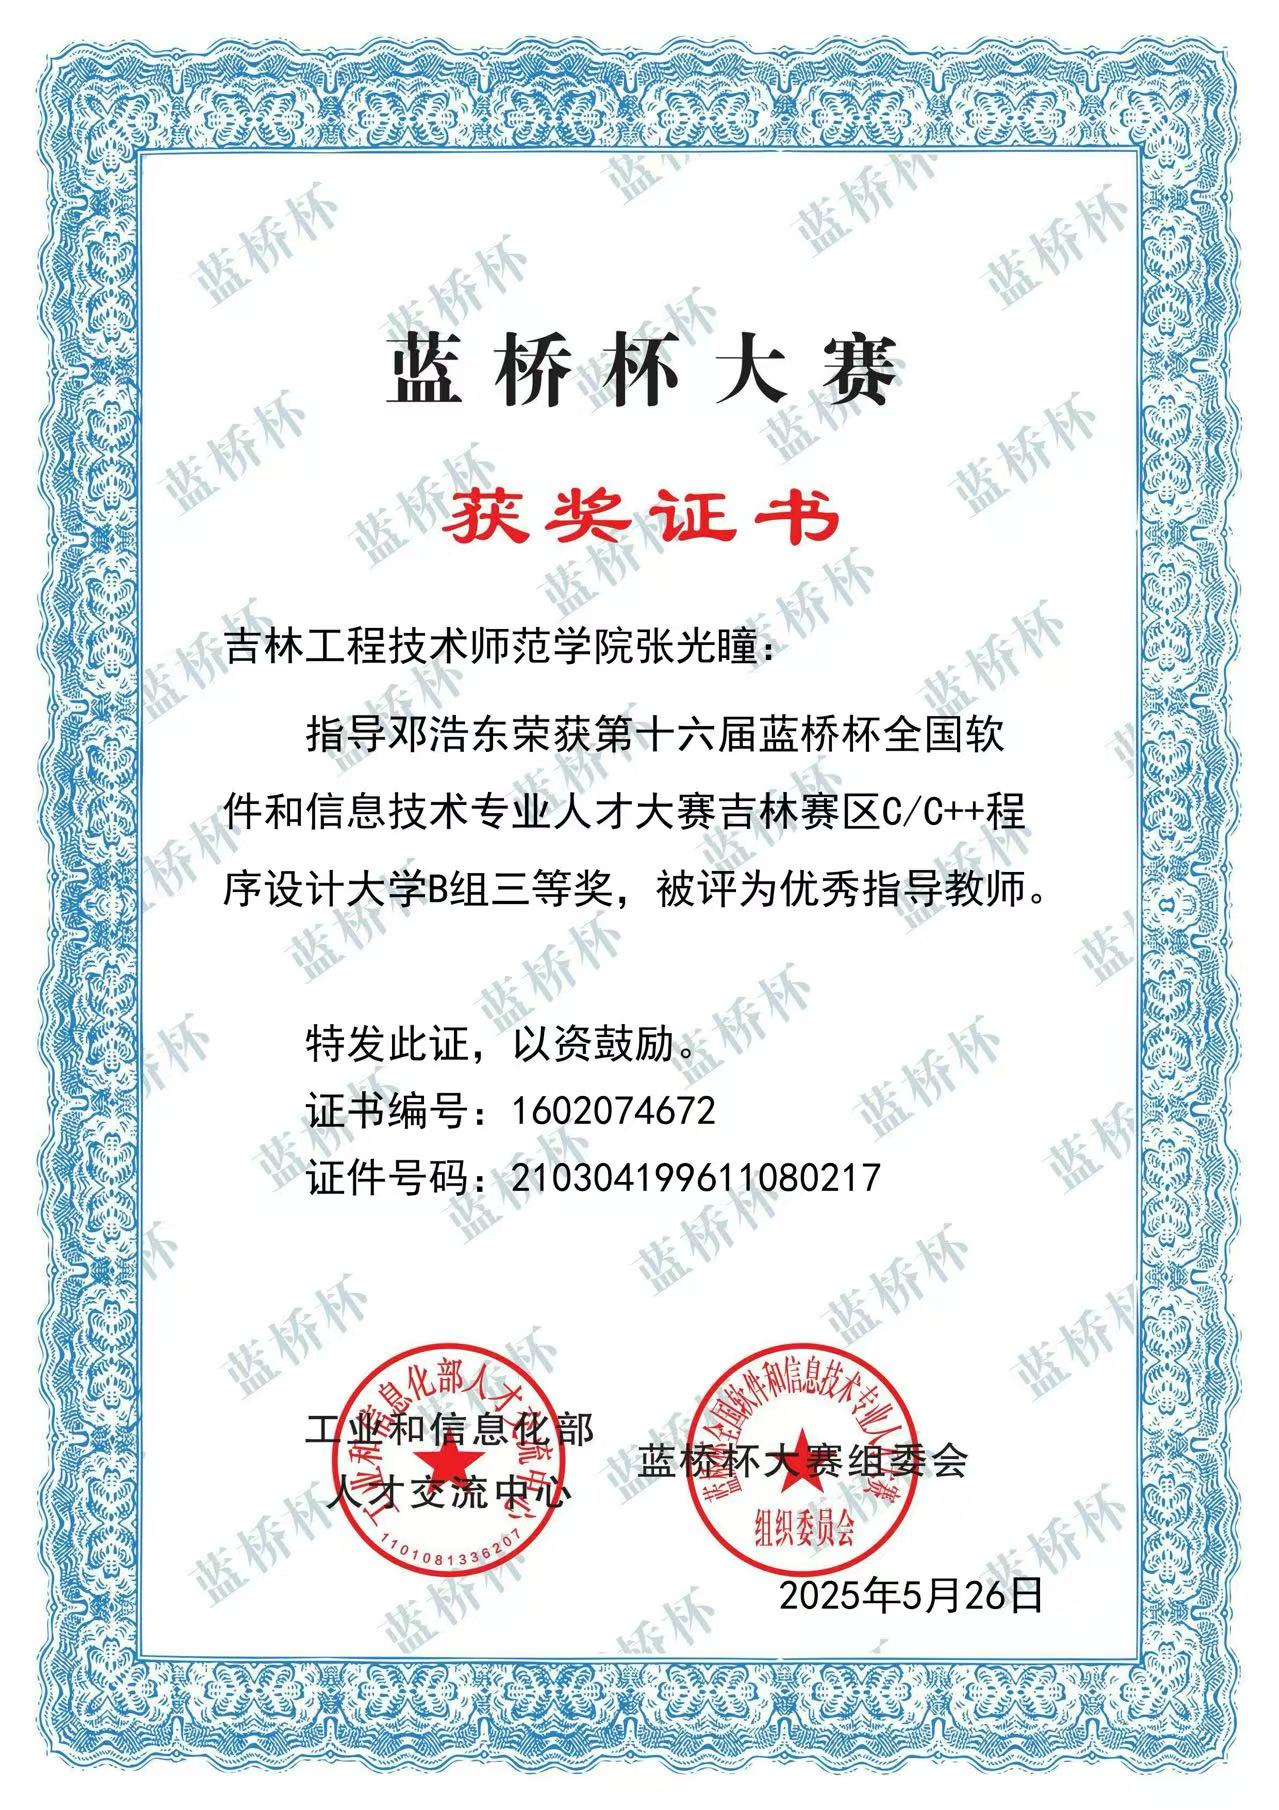 蓝桥杯大赛
获奖证书
吉林工程技术师范学院张光瞳：
指导邓浩东荣获第十六届蓝桥杯全国软
件和信息技术专业人才大赛吉林赛区C/C++程
序设计大学B组三等奖，被评为优秀指导教师。
特发此证，以资鼓励。
证书编号：1602074672
证件号码：210304199611080217
工业和信息化部
人才交流中心
工业和信息化部人才交流中心
1101081336207
蓝桥杯大赛组委会
蓝桥杯全国软件和信息技术专业人才大赛
组织委员会
2025年5月26日
蓝桥杯